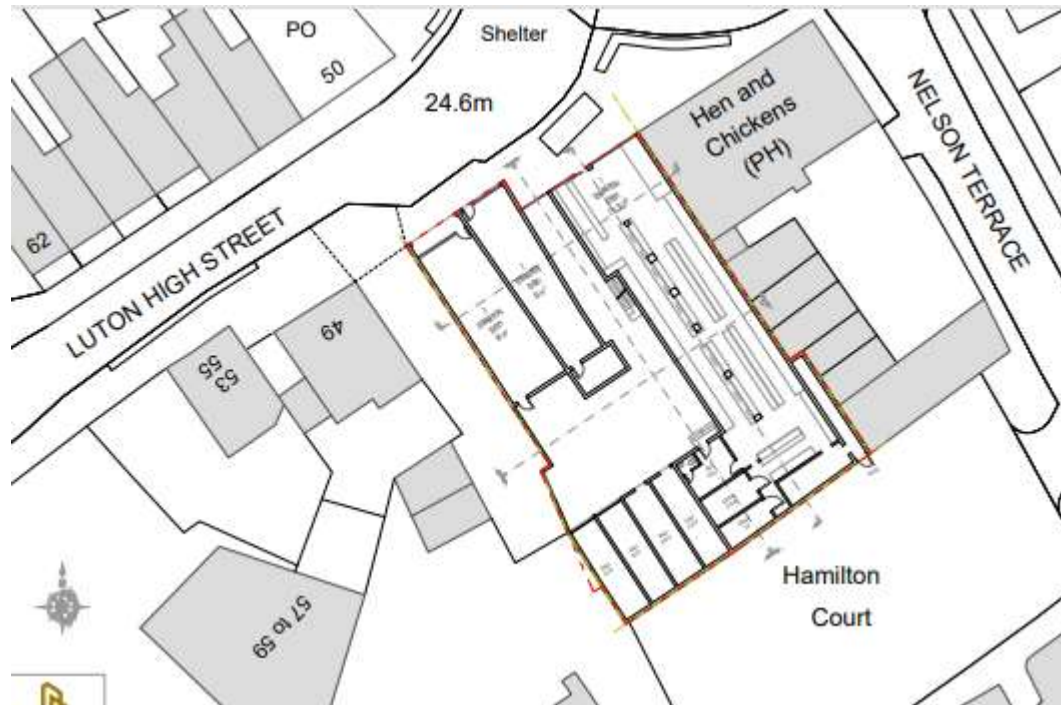 PO
50
Shelter
24.6m
Hen and
Chickens
(PH)
NELSON TERRACE
62
LUTON HIGH STREET
49
53
55
57 to 59
Hamilton
Court